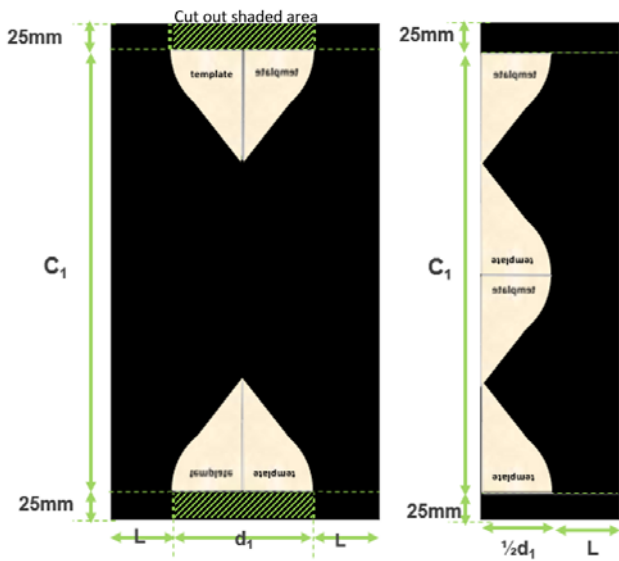 Cut out shaded area
25mm
template
template
C₁
template
template
25mm
L
d₁
L
25mm
template
C₁
template
template
template
25mm
½d₁
L